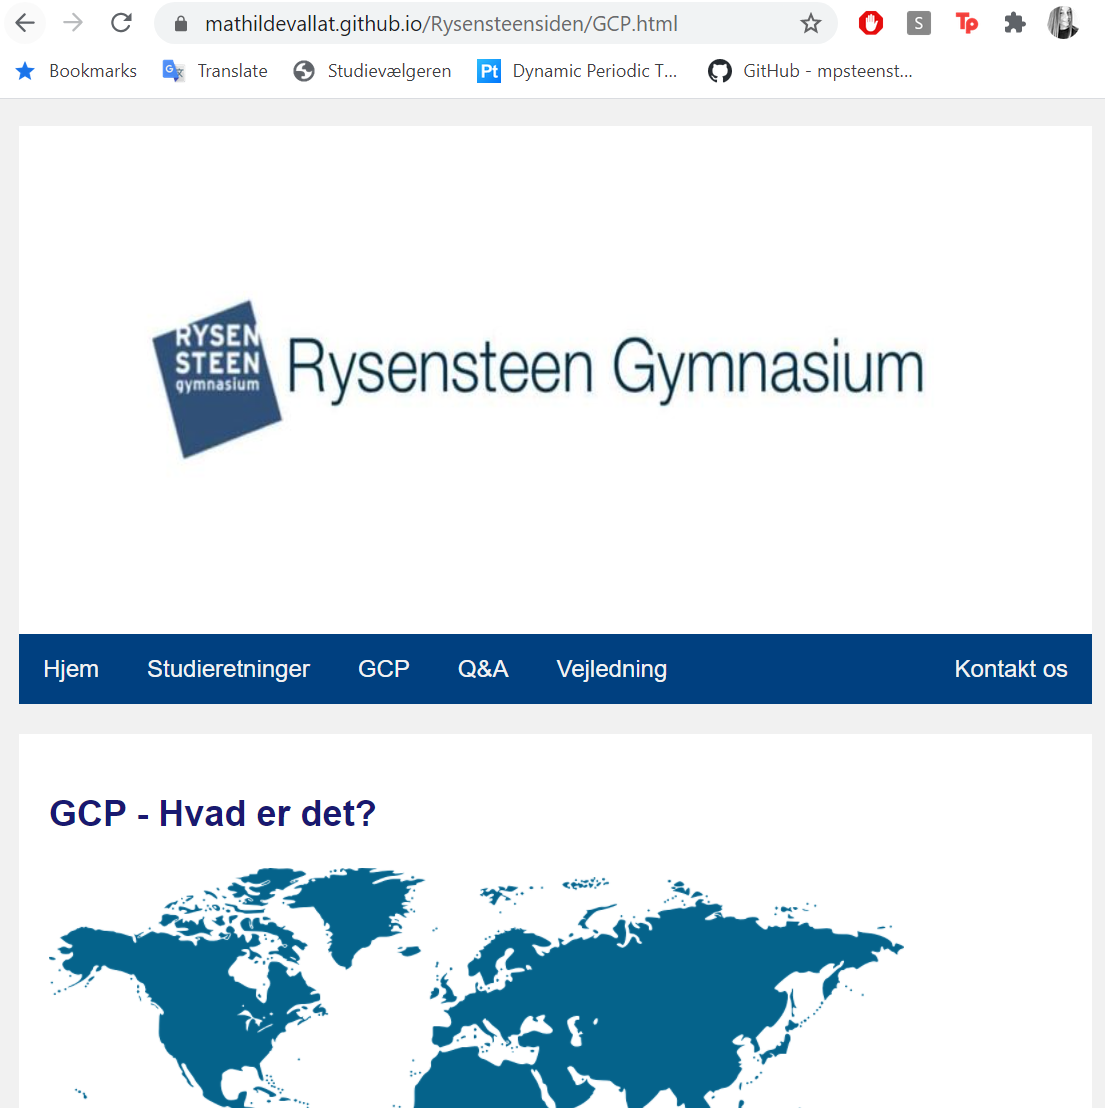 mathildevallat.github.io/Rysensteensiden/GCP.html
S
Tp
Bookmarks
G
Translate
Studievælgeren
Pt
Dynamic Periodic T...
GitHub - mpsteenst...
RYSEN
STEEN
gymnasium
Rysensteen Gymnasium
Hjem
Studieretninger
GCP
Q&A
Vejledning
Kontakt os
GCP - Hvad er det?